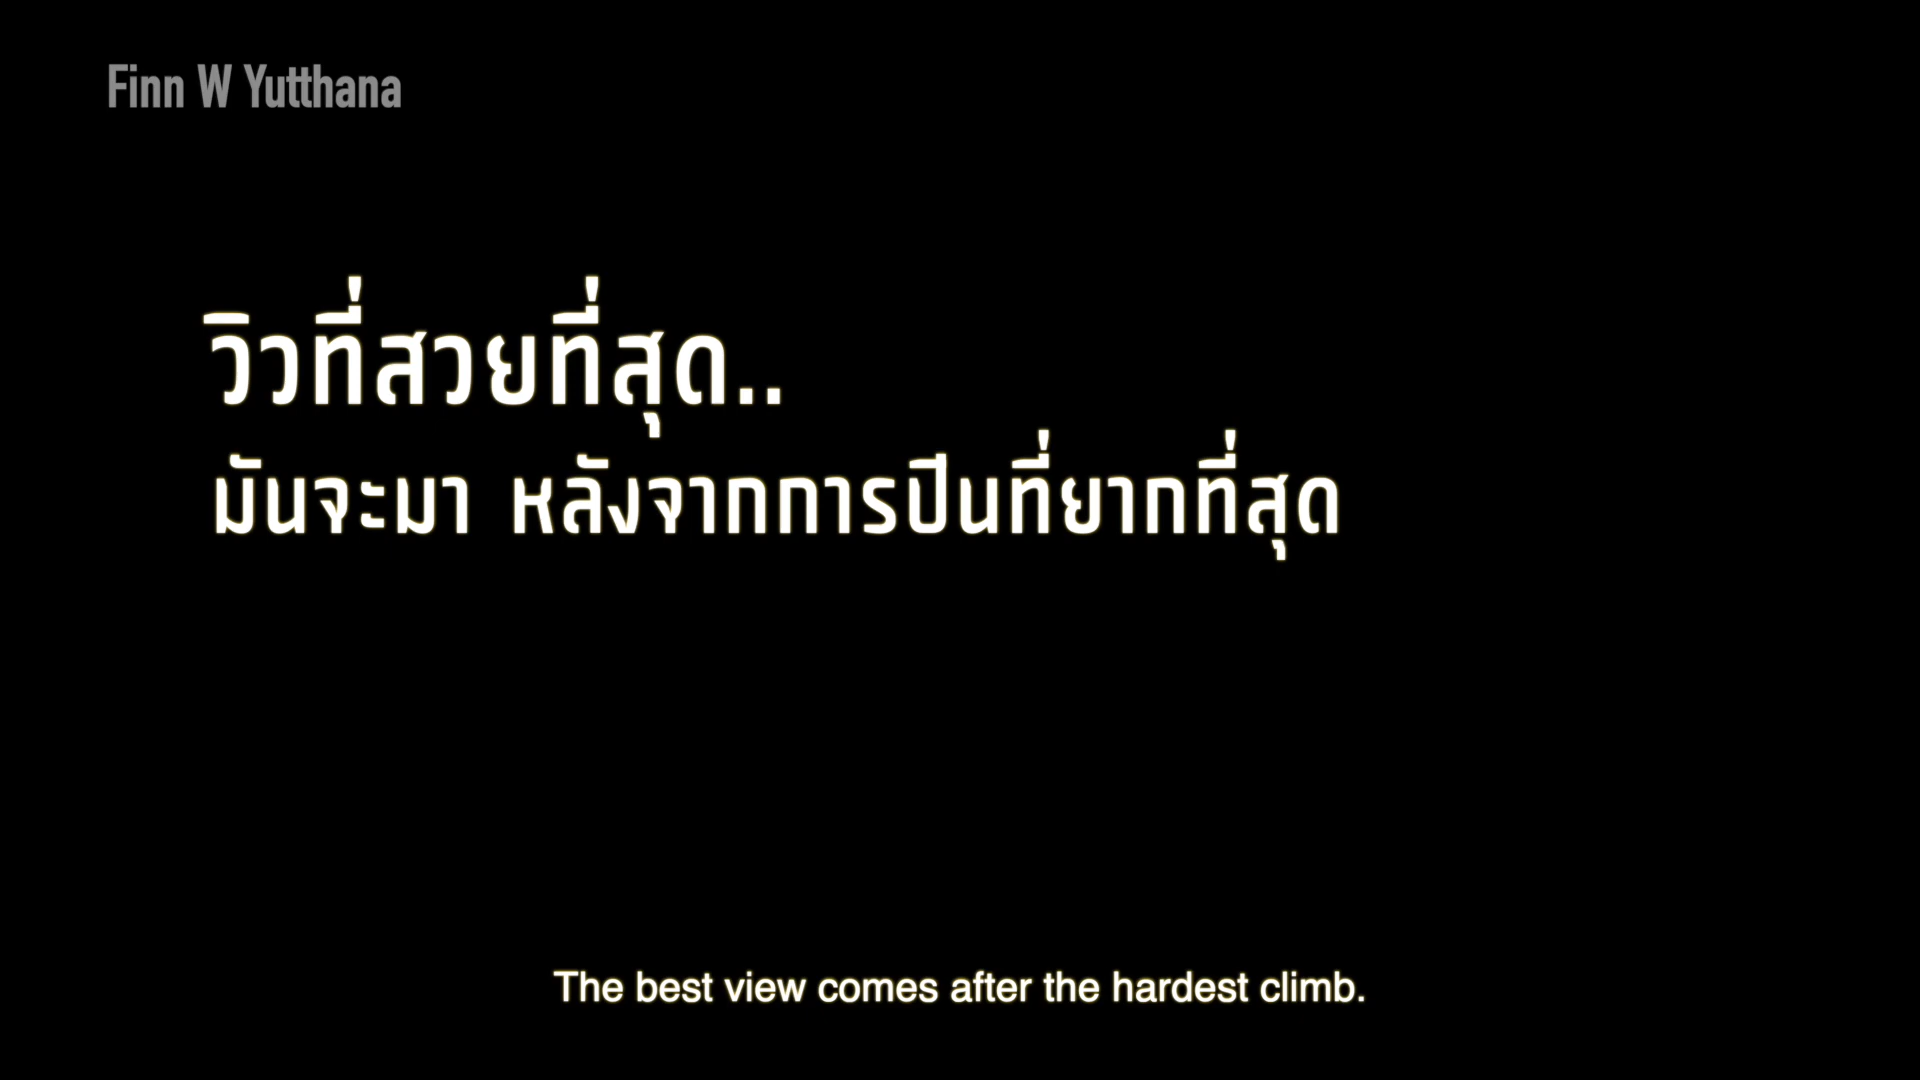 Finn W Yutthana
วิวที่สวยที่สุด..
มันจะมา หลังจากการปีนที่ยากที่สุด
The best view comes after the hardest climb.